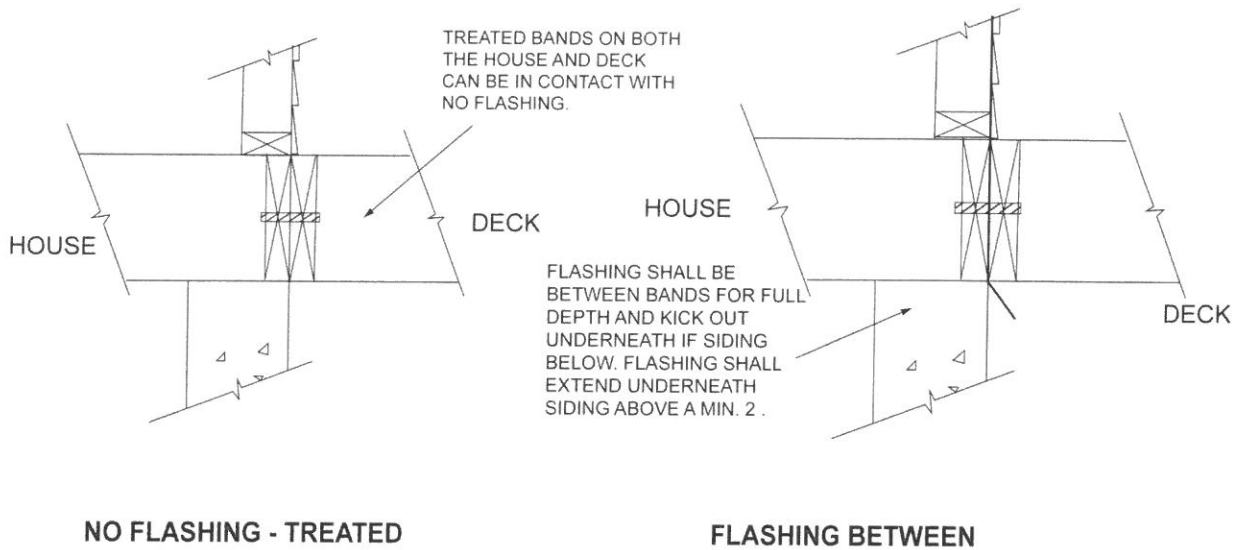 TREATED BANDS ON BOTH
THE HOUSE AND DECK
CAN BE IN CONTACT WITH
NO FLASHING.
HOUSE
DECK
HOUSE
DECK
FLASHING SHALL BE
BETWEEN BANDS FOR FULL
DEPTH AND KICK OUT
UNDERNEATH IF SIDING
BELOW. FLASHING SHALL
EXTEND UNDERNEATH
SIDING ABOVE A MIN. 2 .
NO FLASHING - TREATED
FLASHING BETWEEN